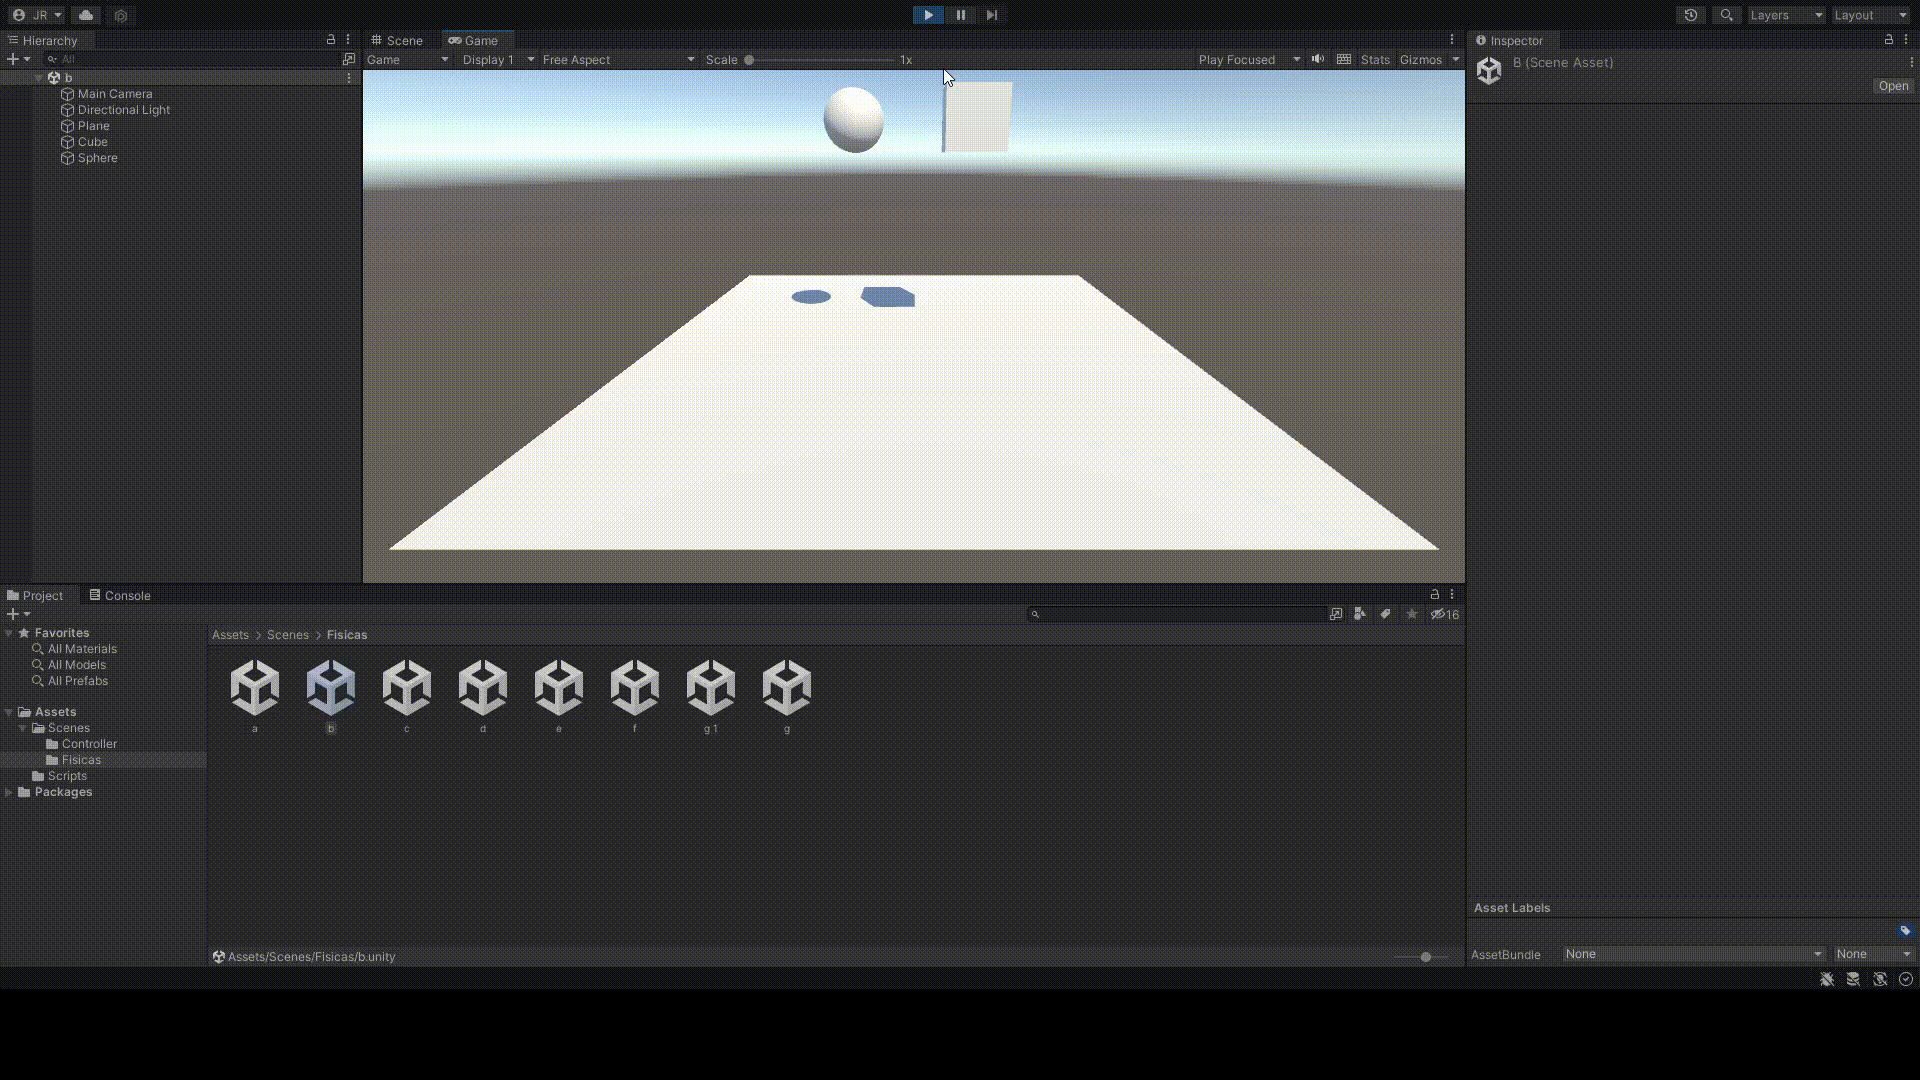 JR
Layers
Layout
Hierarchy
Scene
Game
Inspector
All
Game
Display 1
Free Aspect
Scale
1x
Play Focused
Stats
Gizmos
B (Scene Asset)
Open
b
Main Camera
Directional Light
Plane
Cube
Sphere
Project
Console
16
Favorites
All Materials
All Models
All Prefabs
Assets
Scenes
Controller
Fisicas
Scripts
Packages
Assets > Scenes > Fisicas
a
b
c
d
e
f
g 1
g
Assets/Scenes/Fisicas/b.unity
Asset Labels
AssetBundle
None
None